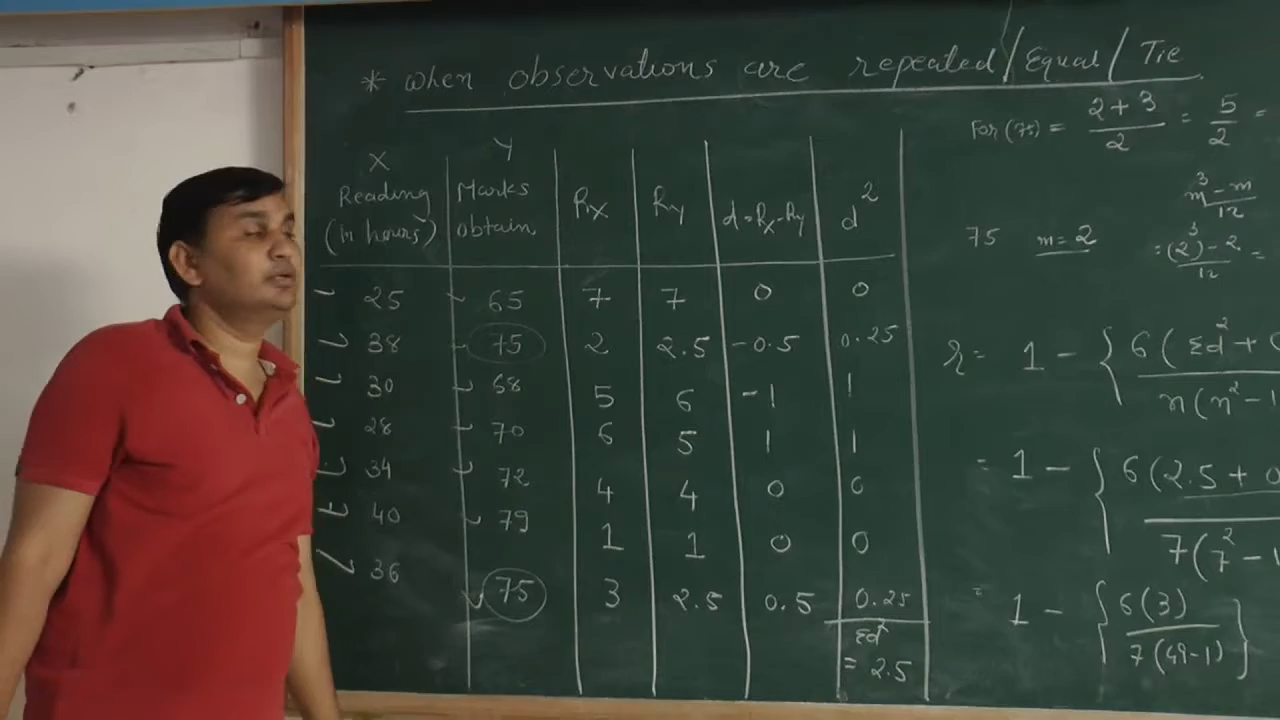 * When observations are repeated/Equal/Tie
For (75) = 2+3/2 = 5/2 =
X Y
Reading (in hours) Marks obtain Rx Ry d=Rx-Ry d²
25 65 7 7 0 0
38 75 2 2.5 -0.5 0.25
30 68 5 6 -1 1
28 70 6 5 1 1
34 72 4 4 0 0
40 79 1 1 0 0
36 75 3 2.5 0.5 0.25
Σd²
= 2.5
m³-m/12
75 m=2
=(2)³-2/12 =
r = 1 - { 6(Σd²+
n(n²-1
= 1 - { 6(2.5+0
7(7²-1
= 1 - { 6(3)/7(49-1) }